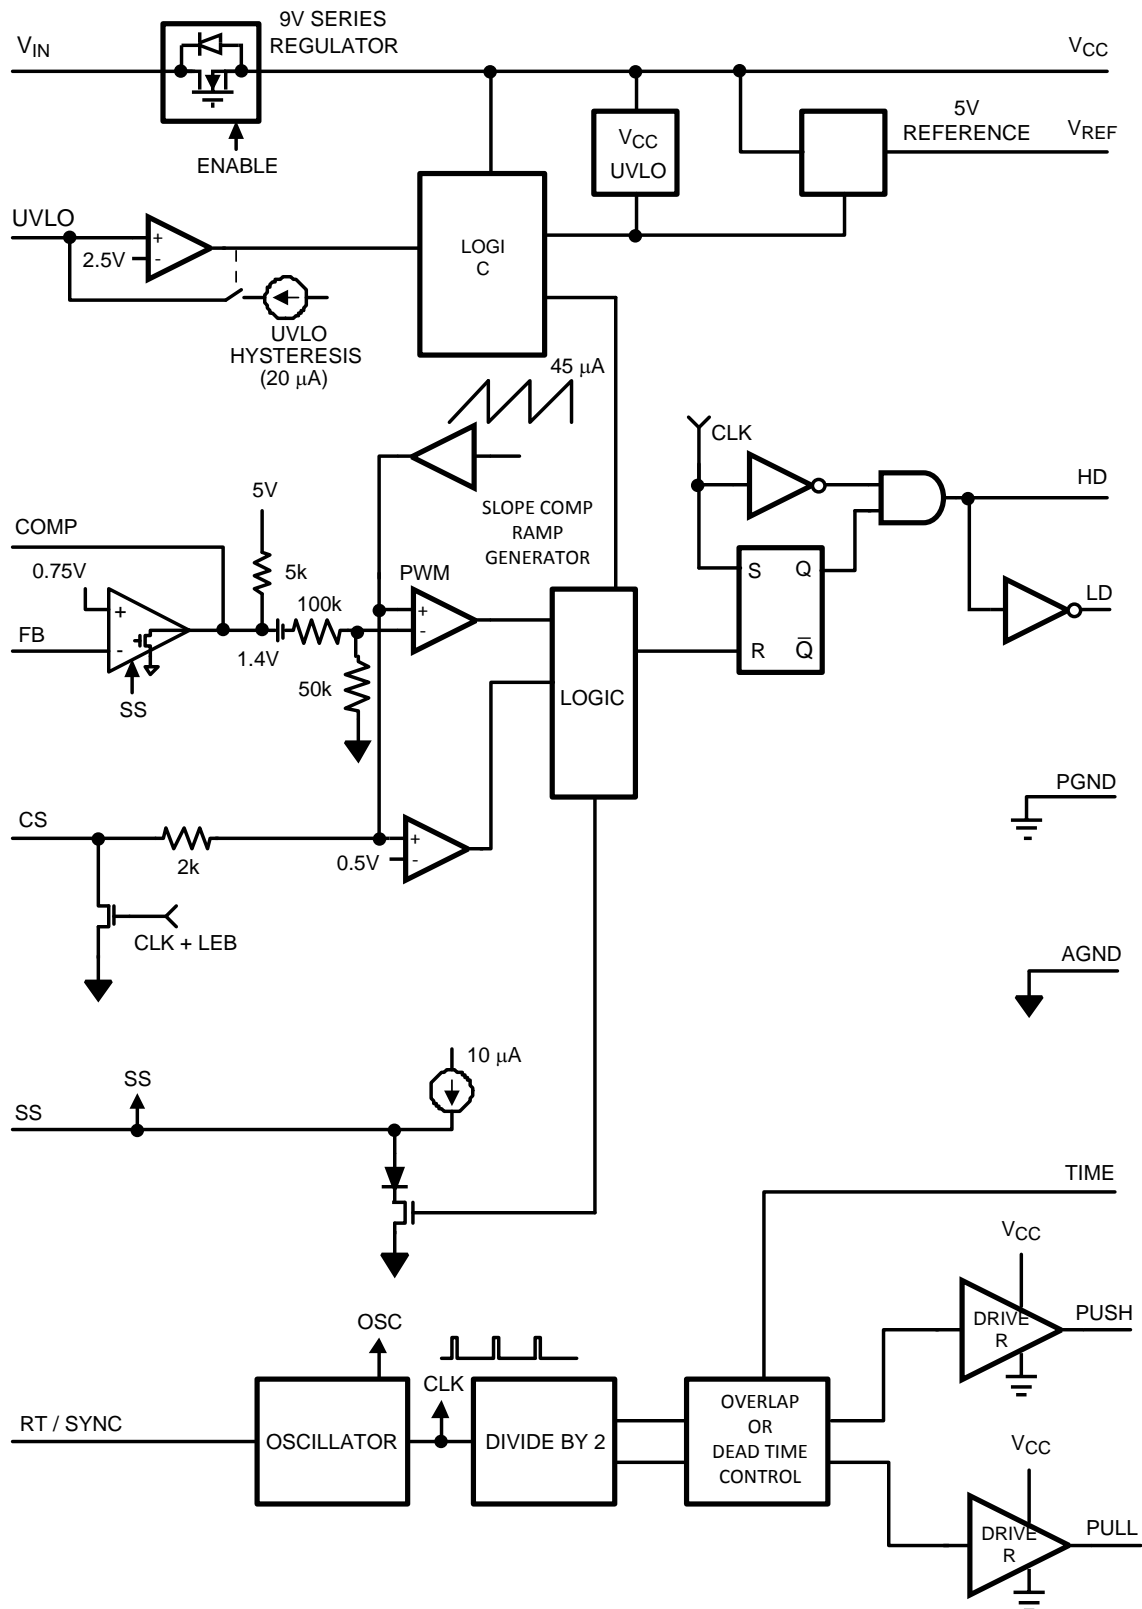 9V SERIES
REGULATOR
VIN
VCC
ENABLE
VCC
UVLO
5V
REFERENCE
VREF
UVLO
+
2.5V
-
LOGI
C
UVLO
HYSTERESIS
(20 μA)
45 μA
CLK
SLOPE COMP
RAMP
GENERATOR
HD
5V
COMP
0.75V
5k
PWM
+
100k
+
-
S Q
LD
FB
-
1.4V
R Q̅
50k
SS
LOGIC
PGND
CS
2k
+
0.5V
-
CLK + LEB
AGND
10 μA
SS
SS
TIME
VCC
OSC
DRIVE
R
PUSH
CLK
RT / SYNC
OSCILLATOR
DIVIDE BY 2
OVERLAP
OR
DEAD TIME
CONTROL
VCC
DRIVE
R
PULL